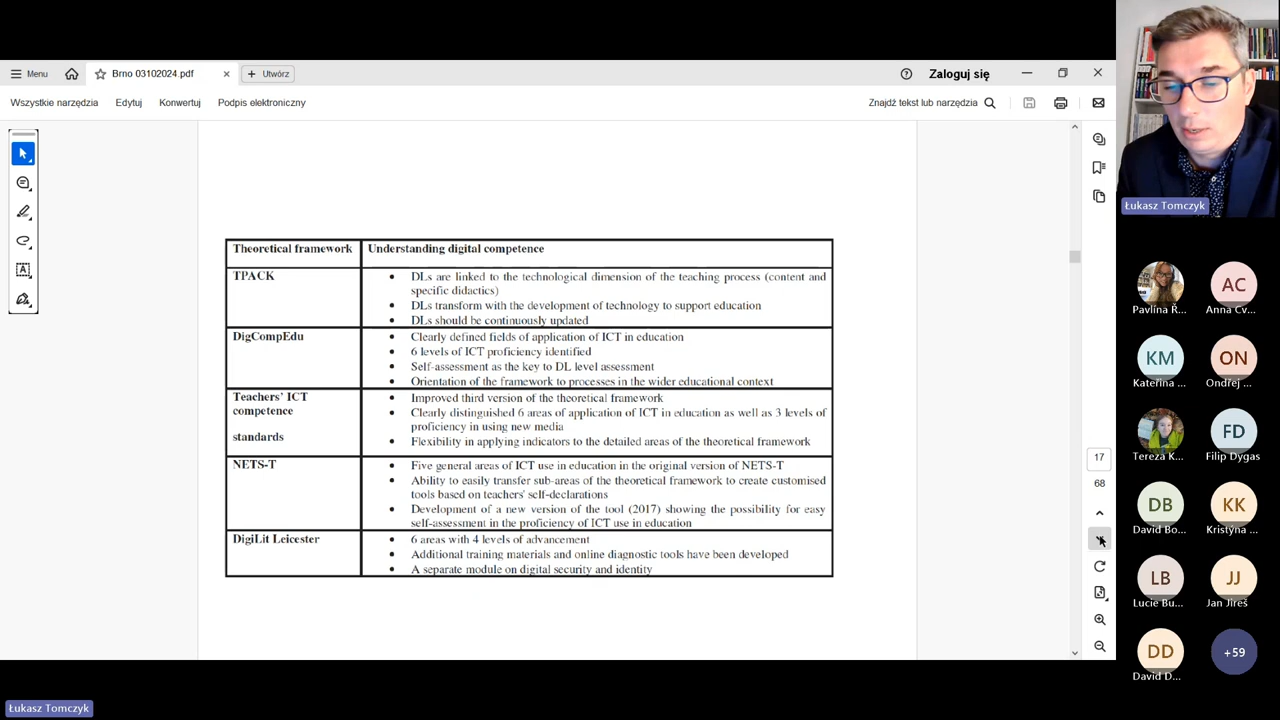 Menu
Brno 03102024.pdf
Utwórz
Zaloguj się
Wszystkie narzędzia
Edytuj
Konwertuj
Podpis elektroniczny
Znajdź tekst lub narzędzia
Theoretical framework
Understanding digital competence
TPACK
• DLs are linked to the technological dimension of the teaching process (content and
specific didactics)
• DLs transform with the development of technology to support education
• DLs should be continuously updated
DigCompEdu
• Clearly defined fields of application of ICT in education
• 6 levels of ICT proficiency identified
• Self-assessment as the key to DL level assessment
• Orientation of the framework to processes in the wider educational context
Teachers' ICT
competence
standards
• Improved third version of the theoretical framework
• Clearly distinguished 6 areas of application of ICT in education as well as 3 levels of
proficiency in using new media
• Flexibility in applying indicators to the detailed areas of the theoretical framework
NETS-T
• Five general areas of ICT use in education in the original version of NETS-T
• Ability to easily transfer sub-areas of the theoretical framework to create customised
tools based on teachers' self-declarations
• Development of a new version of the tool (2017) showing the possibility for easy
self-assessment in the proficiency of ICT use in education
DigiLit Leicester
• 6 areas with 4 levels of advancement
• Additional training materials and online diagnostic tools have been developed
• A separate module on digital security and identity
17
68
Łukasz Tomczyk
Pavlína Ř...
AC
Anna Cv...
KM
Kateřina ...
ON
Ondřej ...
Tereza K...
FD
Filip Dygas
DB
David Bo...
KK
Kristýna ...
LB
Lucie Bu...
JJ
Jan Jireš
DD
David D...
+59
Łukasz Tomczyk